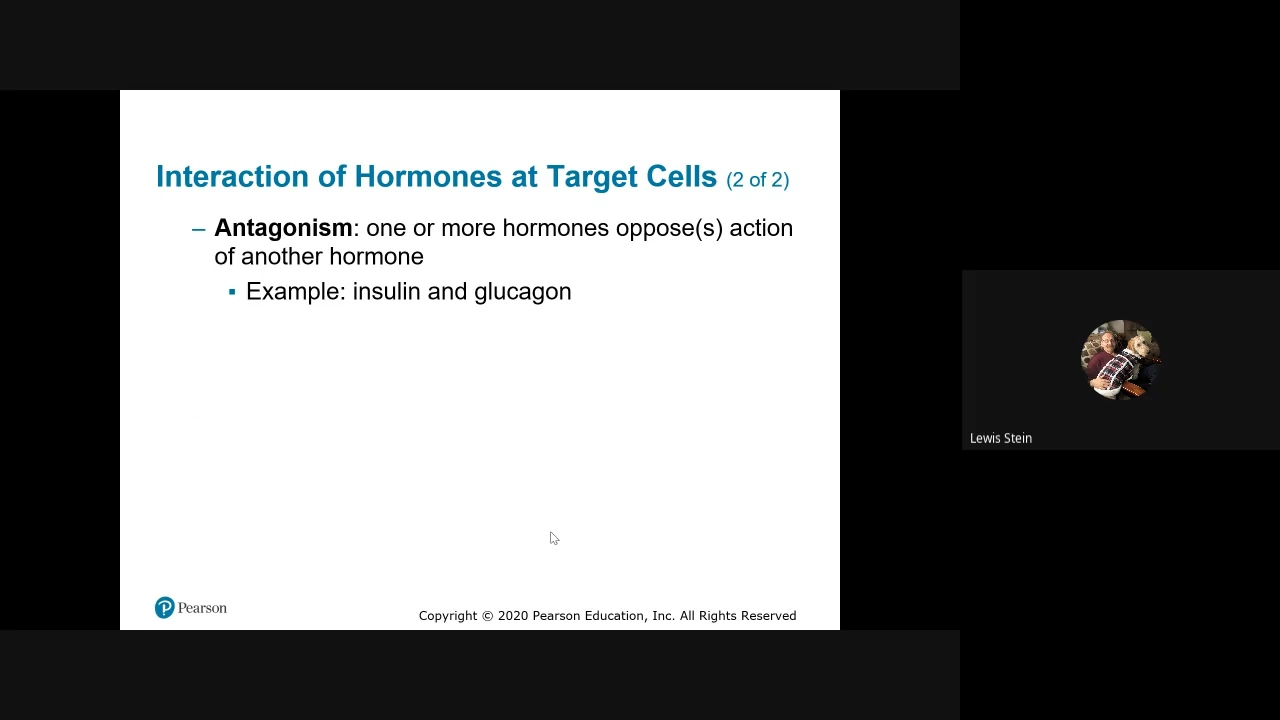 Interaction of Hormones at Target Cells (2 of 2)
– Antagonism: one or more hormones oppose(s) action
of another hormone
▪ Example: insulin and glucagon
Lewis Stein
Pearson
Copyright © 2020 Pearson Education, Inc. All Rights Reserved